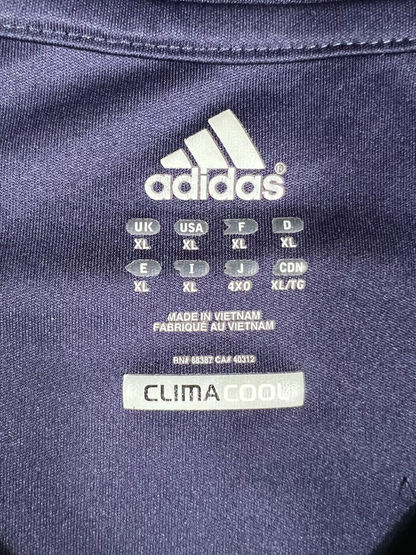 adidas®
UK USA F D
XL XL XL XL
E I J CDN
XL XL 4XO XL/TG
MADE IN VIETNAM
FABRIQUÉ AU VIETNAM
RN# 88387 CA# 40312
CLIMACOOL